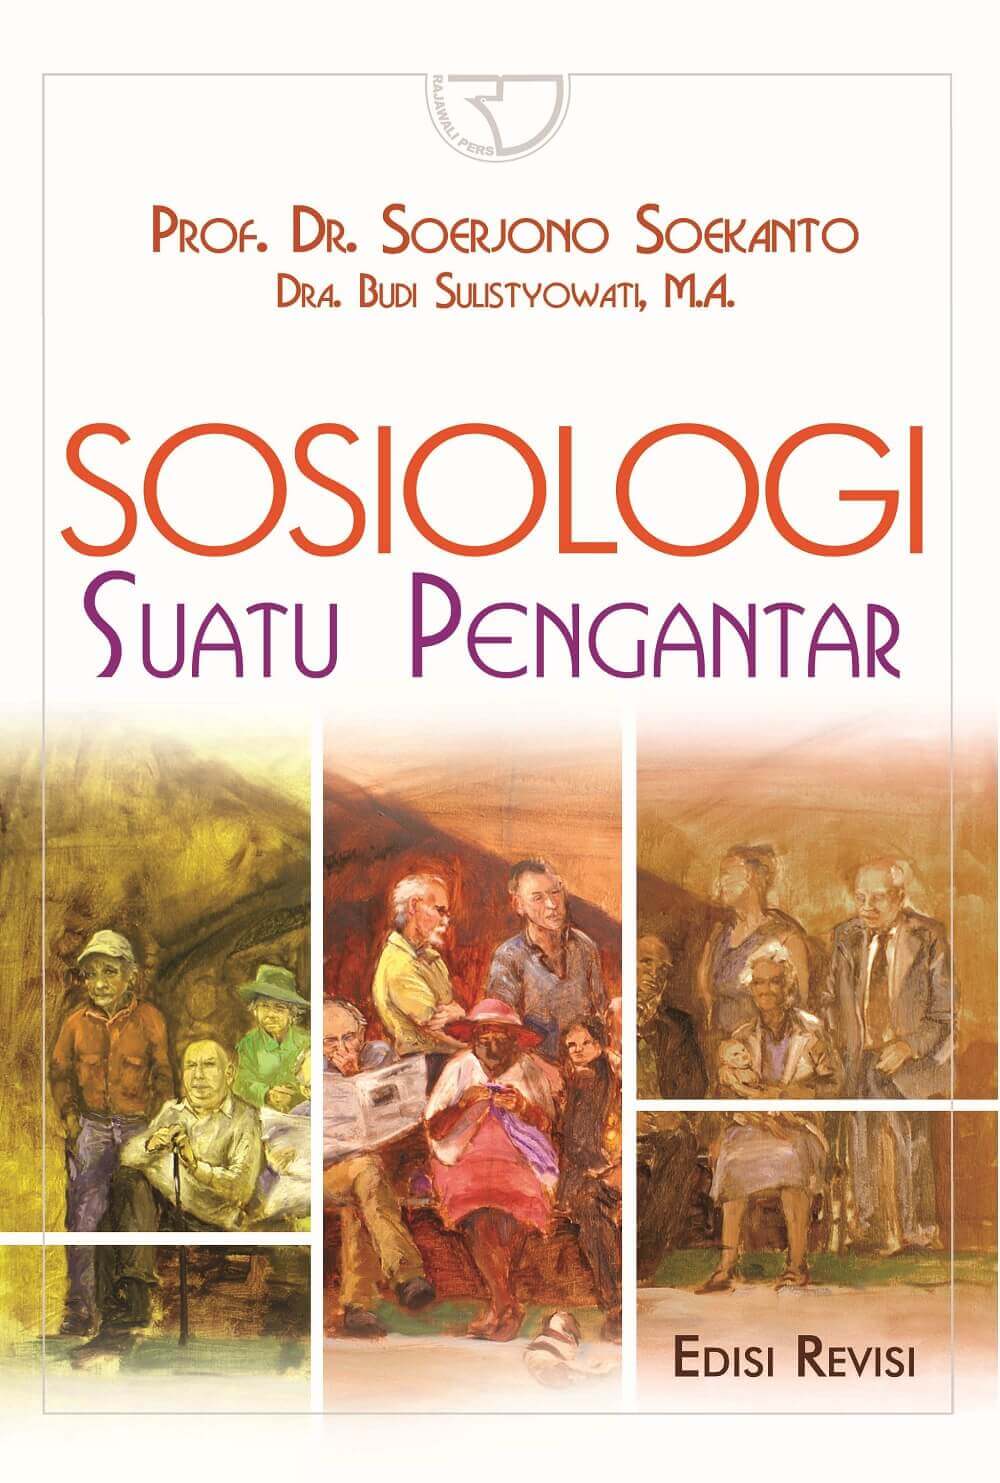 RAJAWALI PERS
PROF. DR. SOERJONO SOEKANTO
DRA. BUDI SULISTYOWATI, M.A.
SOSIOLOGI
SUATU PENGANTAR
EDISI REVISI